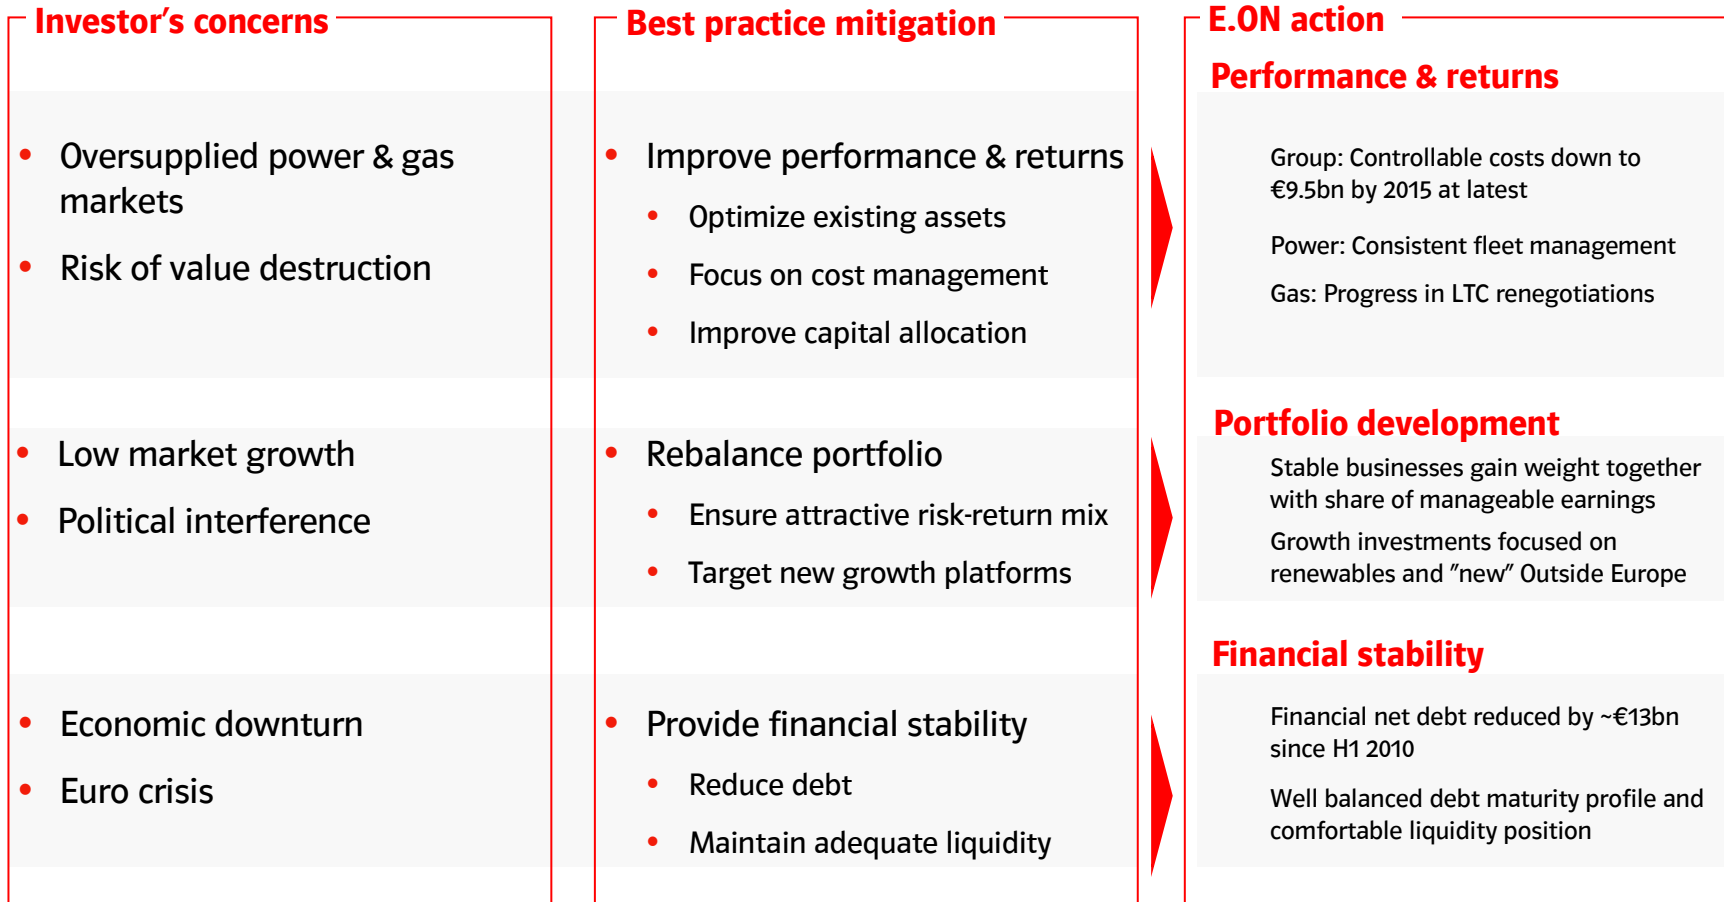 Investor's concerns
Oversupplied power & gas
markets
Risk of value destruction
Low market growth
Political interference
Economic downturn
Euro crisis
Best practice mitigation
Improve performance & returns
Optimize existing assets
Focus on cost management
Improve capital allocation
Rebalance portfolio
Ensure attractive risk-return mix
Target new growth platforms
Provide financial stability
Reduce debt
Maintain adequate liquidity
E.ON action
Performance & returns
Group: Controllable costs down to
€9.5bn by 2015 at latest
Power: Consistent fleet management
Gas: Progress in LTC renegotiations
Portfolio development
Stable businesses gain weight together
with share of manageable earnings
Growth investments focused on
renewables and "new" Outside Europe
Financial stability
Financial net debt reduced by ~€13bn
since H1 2010
Well balanced debt maturity profile and
comfortable liquidity position